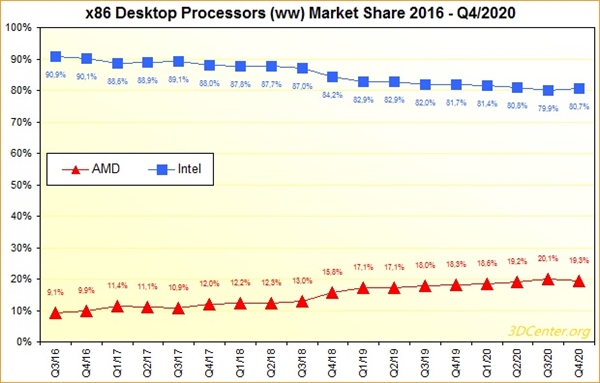 x86 Desktop Processors (ww) Market Share 2016 - Q4/2020
100%
90%
80%
70%
60%
50%
40%
30%
20%
10%
0%
90,9% 90,1% 88,6% 88,9% 89,1% 88,0% 87,8% 87,7% 87,0% 84,2% 82,9% 82,9% 82,0% 81,7% 81,4% 80,8% 79,9% 80,7%
AMD Intel
9,1% 9,9% 11,4% 11,1% 10,9% 12,0% 12,2% 12,3% 13,0% 15,8% 17,1% 17,1% 18,0% 18,3% 18,6% 19,2% 20,1% 19,3%
3DCenter.org
Q3/16 Q4/16 Q1/17 Q2/17 Q3/17 Q4/17 Q1/18 Q2/18 Q3/18 Q4/18 Q1/19 Q2/19 Q3/19 Q4/19 Q1/20 Q2/20 Q3/20 Q4/20